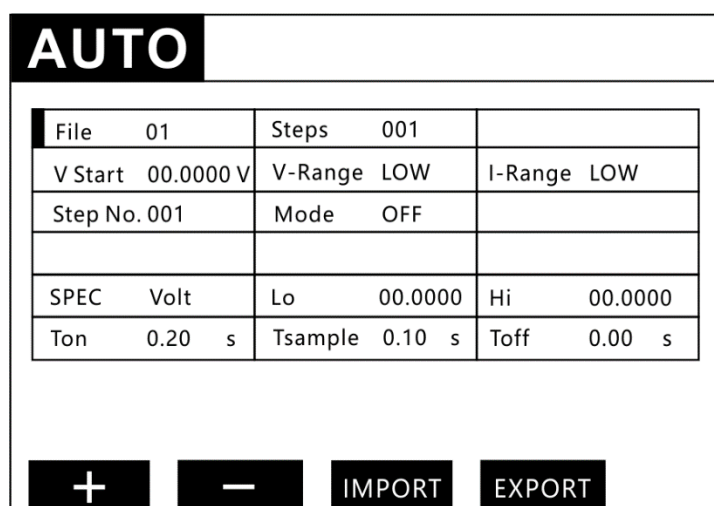 AUTO
File 01 Steps 001
V Start 00.0000 V V-Range LOW I-Range LOW
Step No. 001 Mode OFF
SPEC Volt Lo 00.0000 Hi 00.0000
Ton 0.20 s Tsample 0.10 s Toff 0.00 s
+ − IMPORT EXPORT